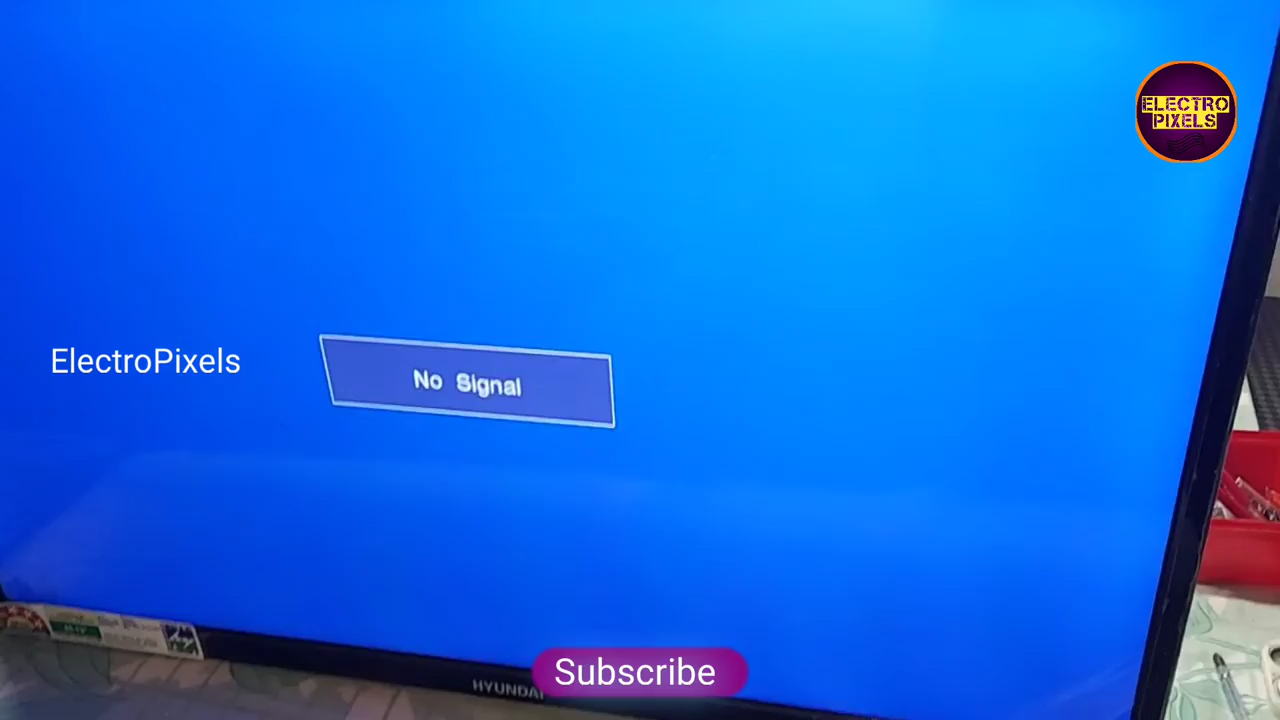 ELECTRO
PIXELS
ElectroPixels
No Signal
Subscribe
HYUNDAI